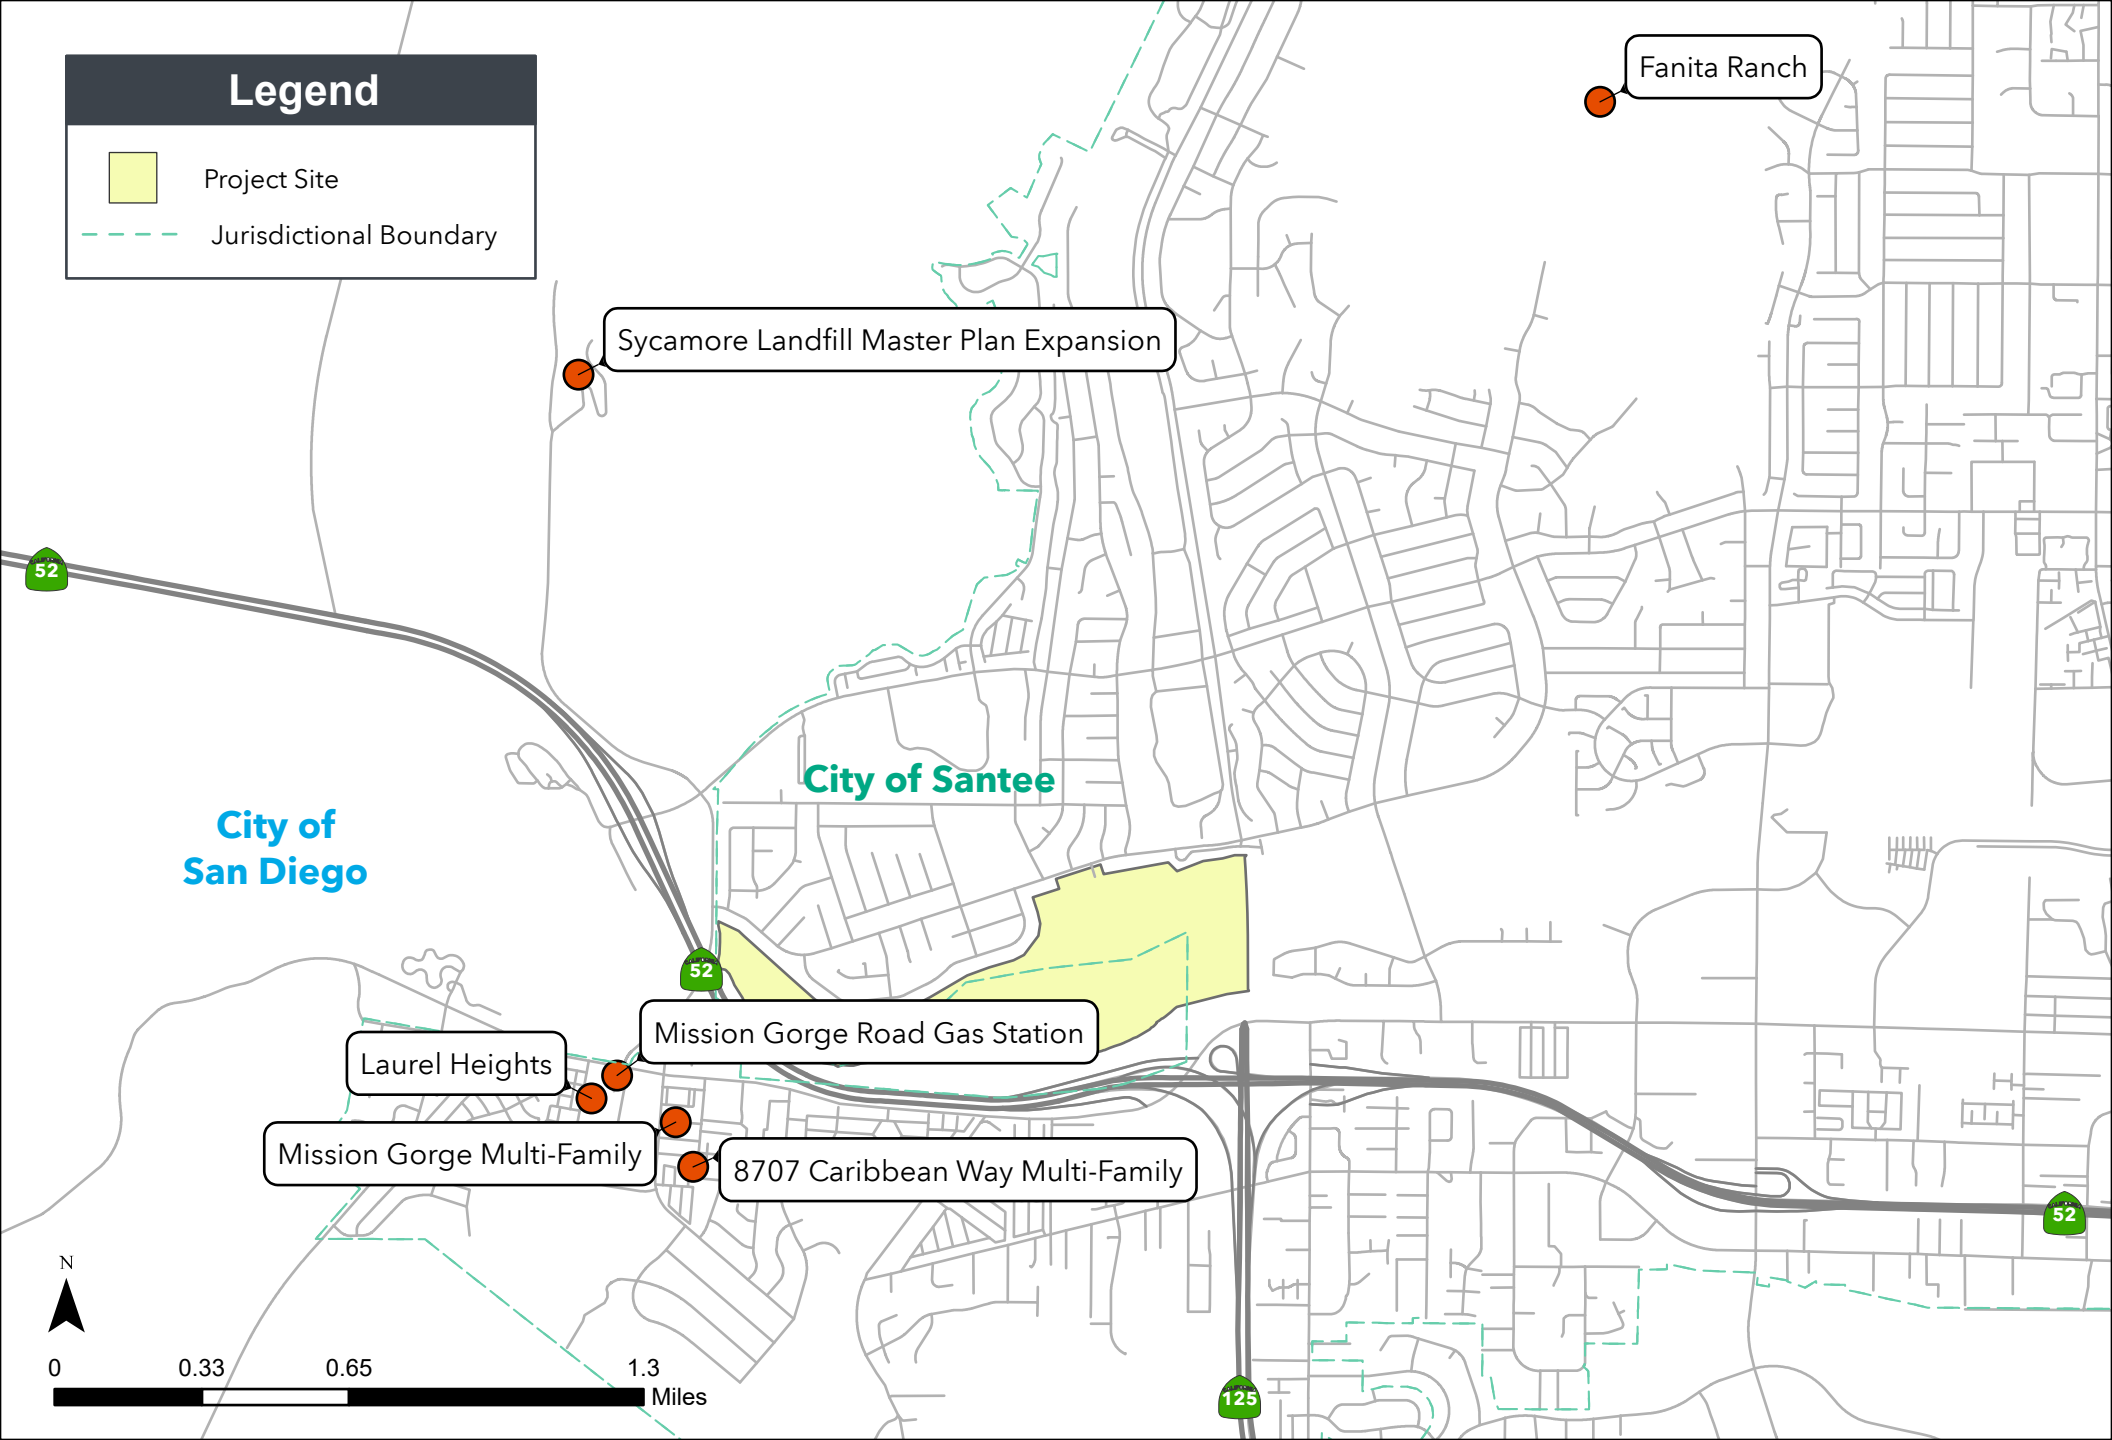 Legend
Project Site
Jurisdictional Boundary
Fanita Ranch
Sycamore Landfill Master Plan Expansion
52
City of Santee
City of
San Diego
52
Mission Gorge Road Gas Station
Laurel Heights
Mission Gorge Multi-Family
8707 Caribbean Way Multi-Family
52
N
0 0.33 0.65 1.3
Miles
125